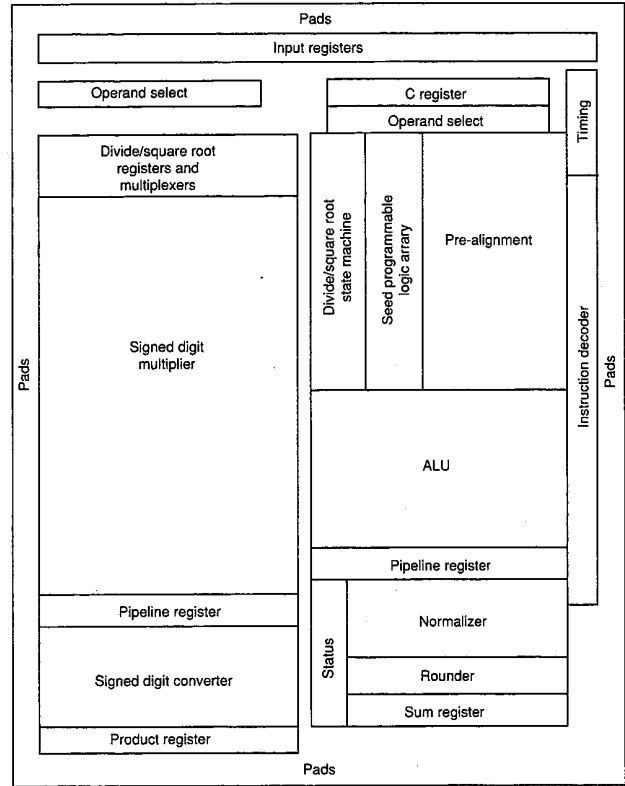 Pads
Input registers
Operand select
C register
Operand select
Timing
Divide/square root
registers and
multiplexers
Divide/square root
state machine
Seed programmable
logic arrary
Pre-alignment
Signed digit
multiplier
Pads
Instruction decoder
Pads
ALU
Pipeline register
Pipeline register
Status
Normalizer
Signed digit converter
Rounder
Sum register
Product register
Pads